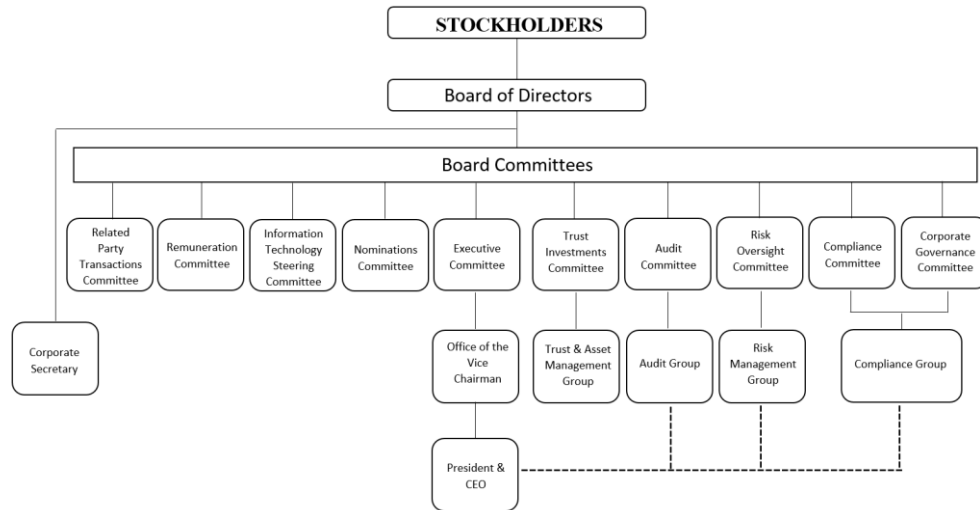 STOCKHOLDERS
Board of Directors
Board Committees
Related
Party
Transactions
Committee
Remuneration
Committee
Information
Technology
Steering
Committee
Nominations
Committee
Executive
Committee
Trust
Investments
Committee
Audit
Committee
Risk
Oversight
Committee
Compliance
Committee
Corporate
Governance
Committee
Corporate
Secretary
Office of the
Vice
Chairman
Trust & Asset
Management
Group
Audit Group
Risk
Management
Group
Compliance Group
President &
CEO